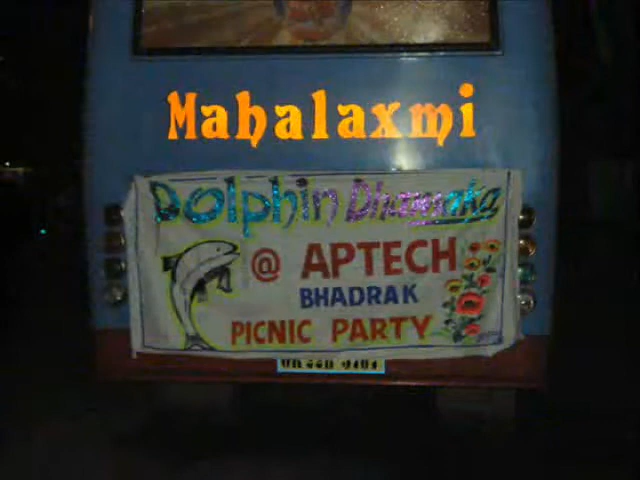 Mahalaxmi
Dolphin Dhamaka
@ APTECH
BHADRAK
PICNIC PARTY